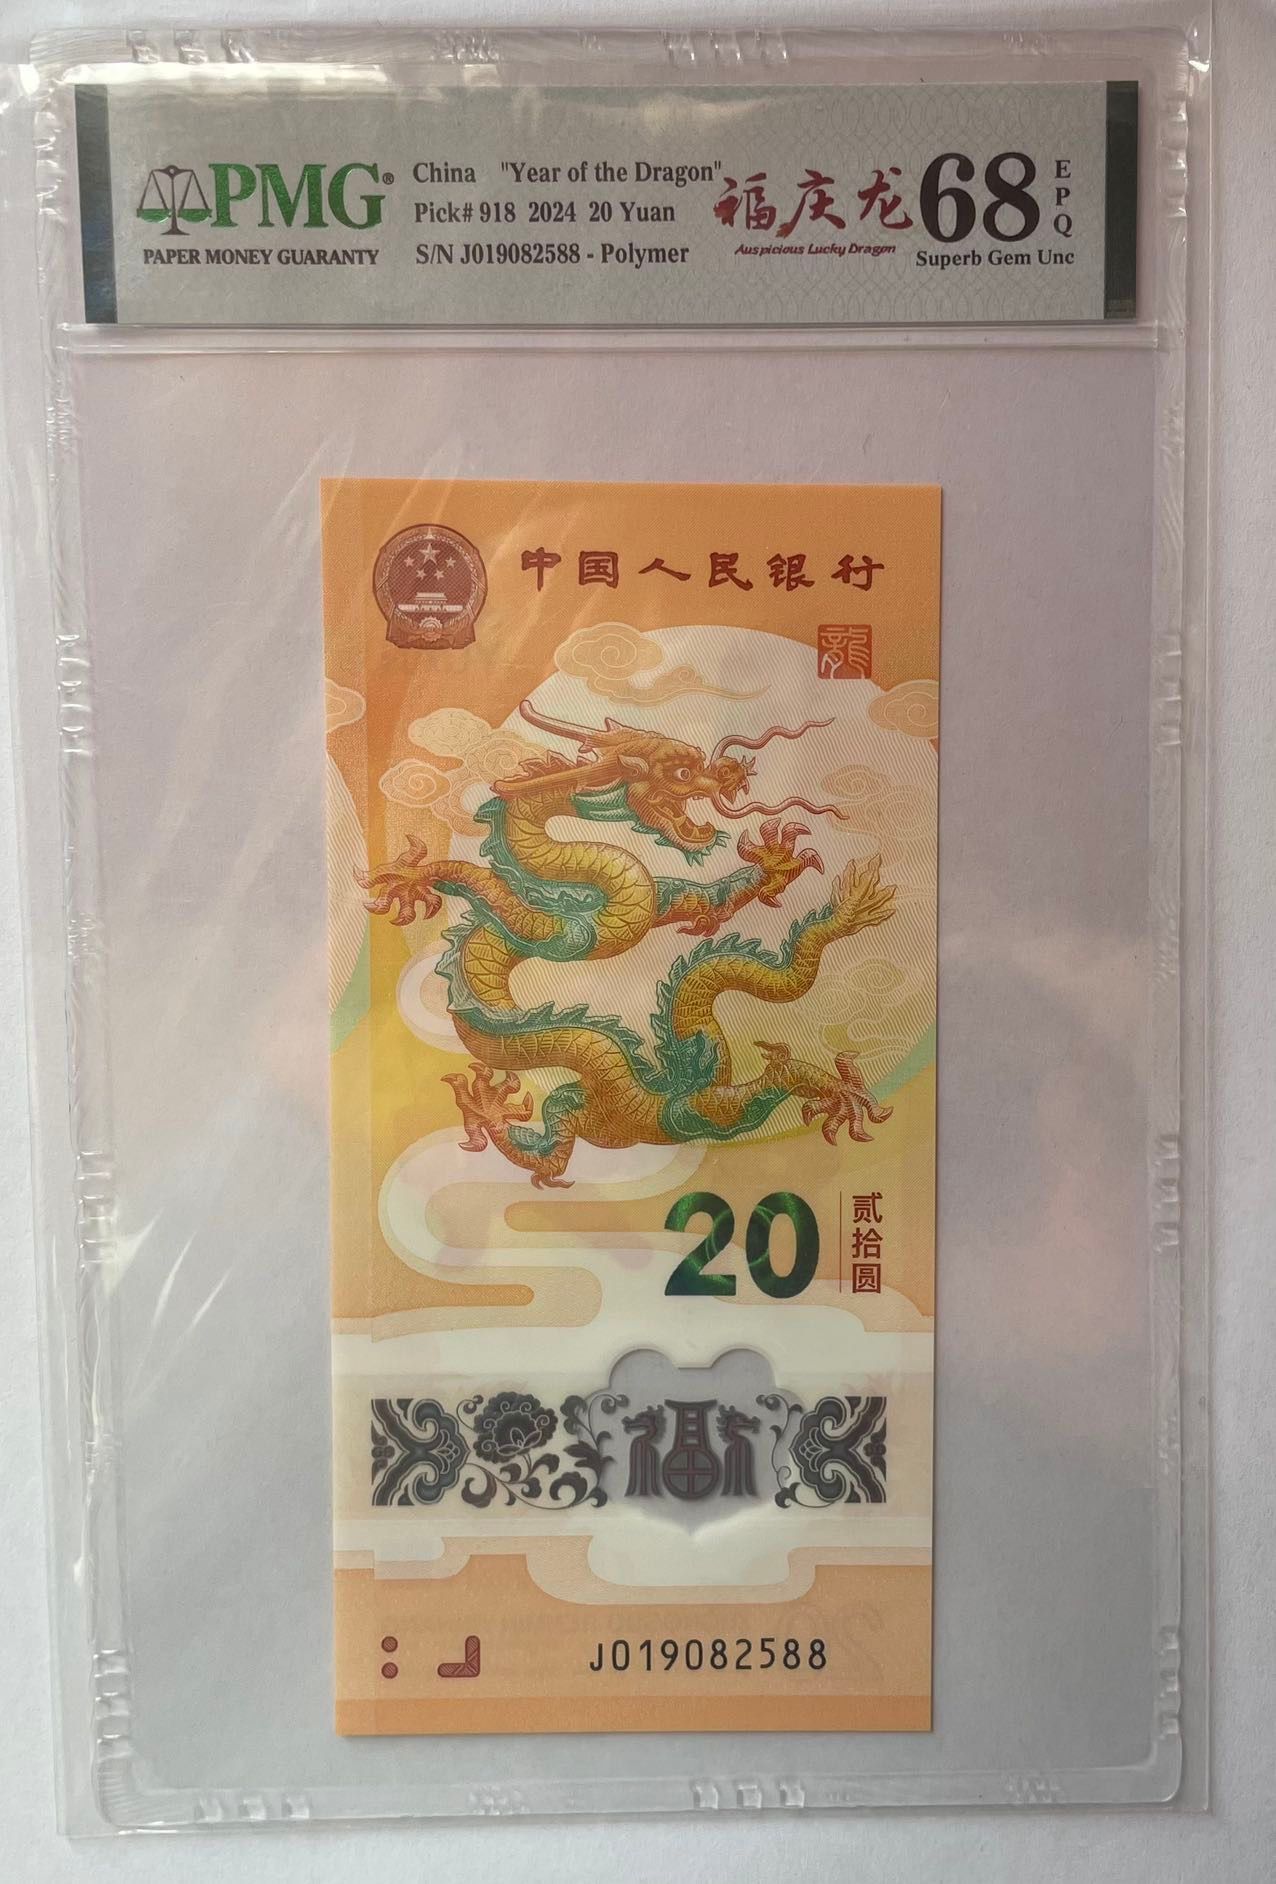 PMG®
PAPER MONEY GUARANTY
China "Year of the Dragon"
Pick# 918 2024 20 Yuan
S/N J019082588 - Polymer
福庆龙
Auspicious Lucky Dragon
68
EPQ
Superb Gem Unc
中国人民银行
龍
20
贰拾圆
福
J019082588